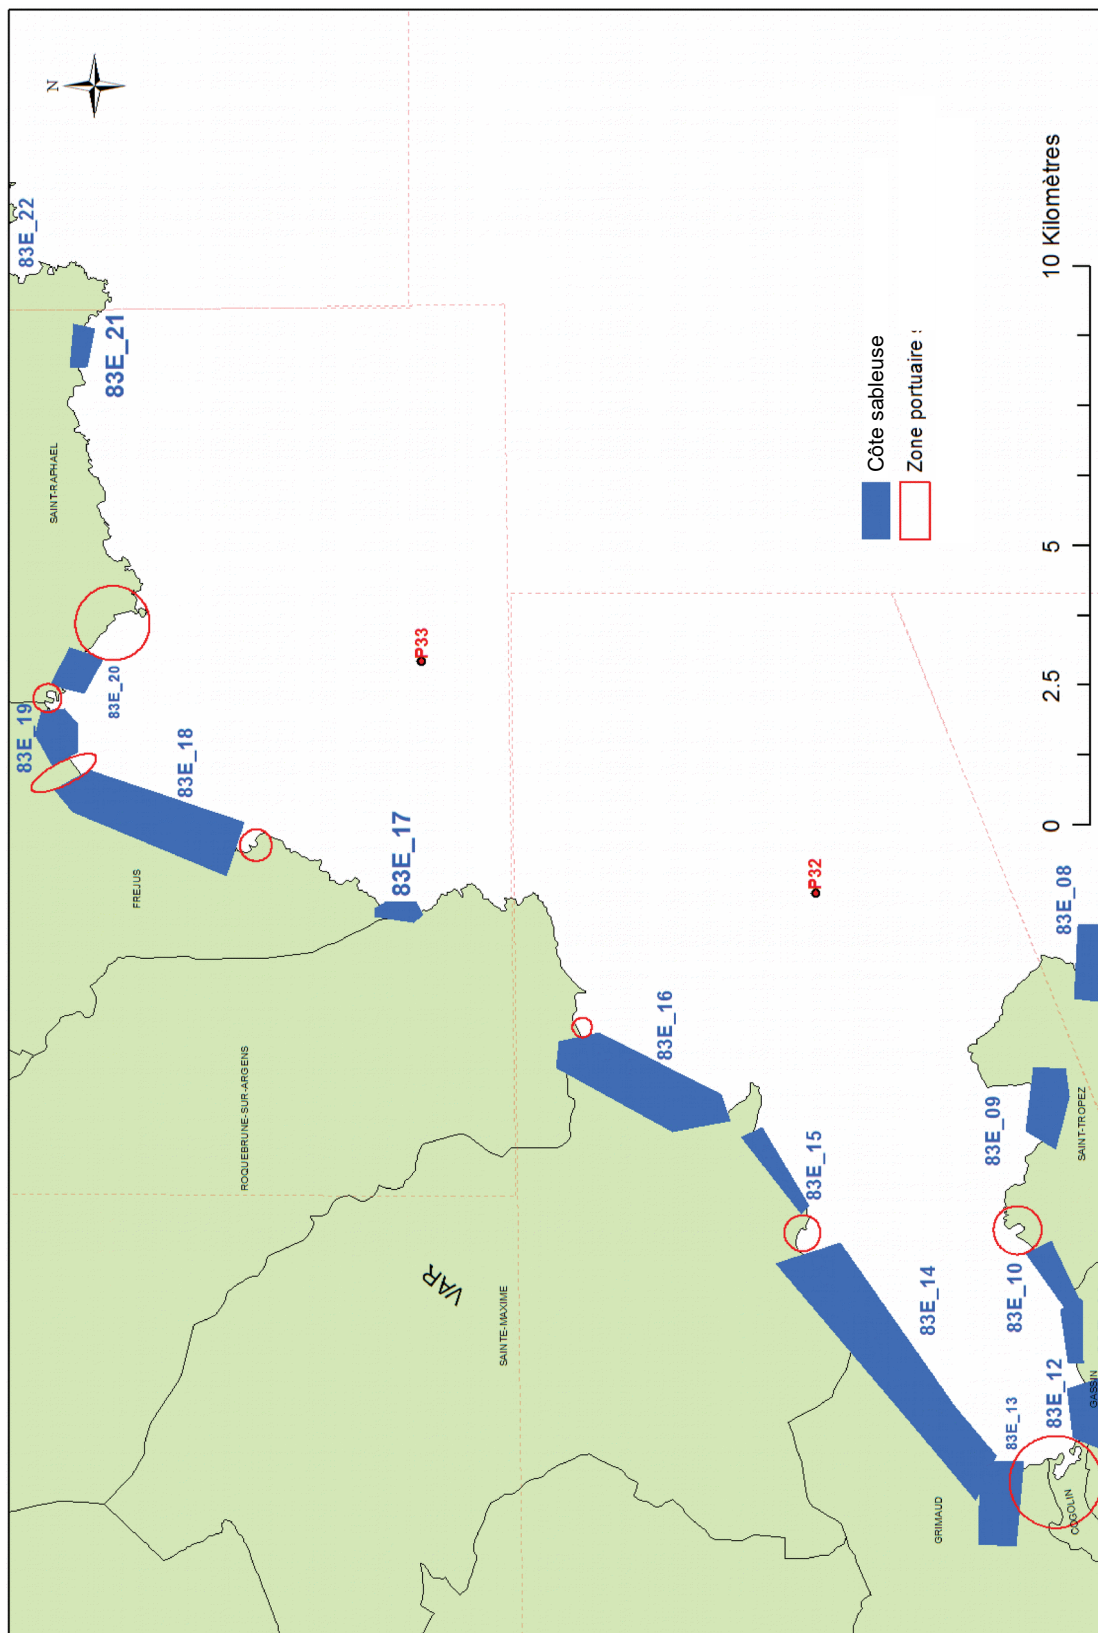 N
83E_22
83E_21
SAINT-RAPHAEL
83E_20
83E_19
83E_18
FREJUS
83E_17
P33
ROQUEBRUNE-SUR-ARGENS
83E_16
P32
83E_15
VAR
SAINTE-MAXIME
83E_14
83E_13
GRIMAUD
COGOLIN
83E_12
GASSIN
83E_10
83E_09
SAINT-TROPEZ
83E_08
Côte sableuse
Zone portuaire :
0
2.5
5
10 Kilomètres